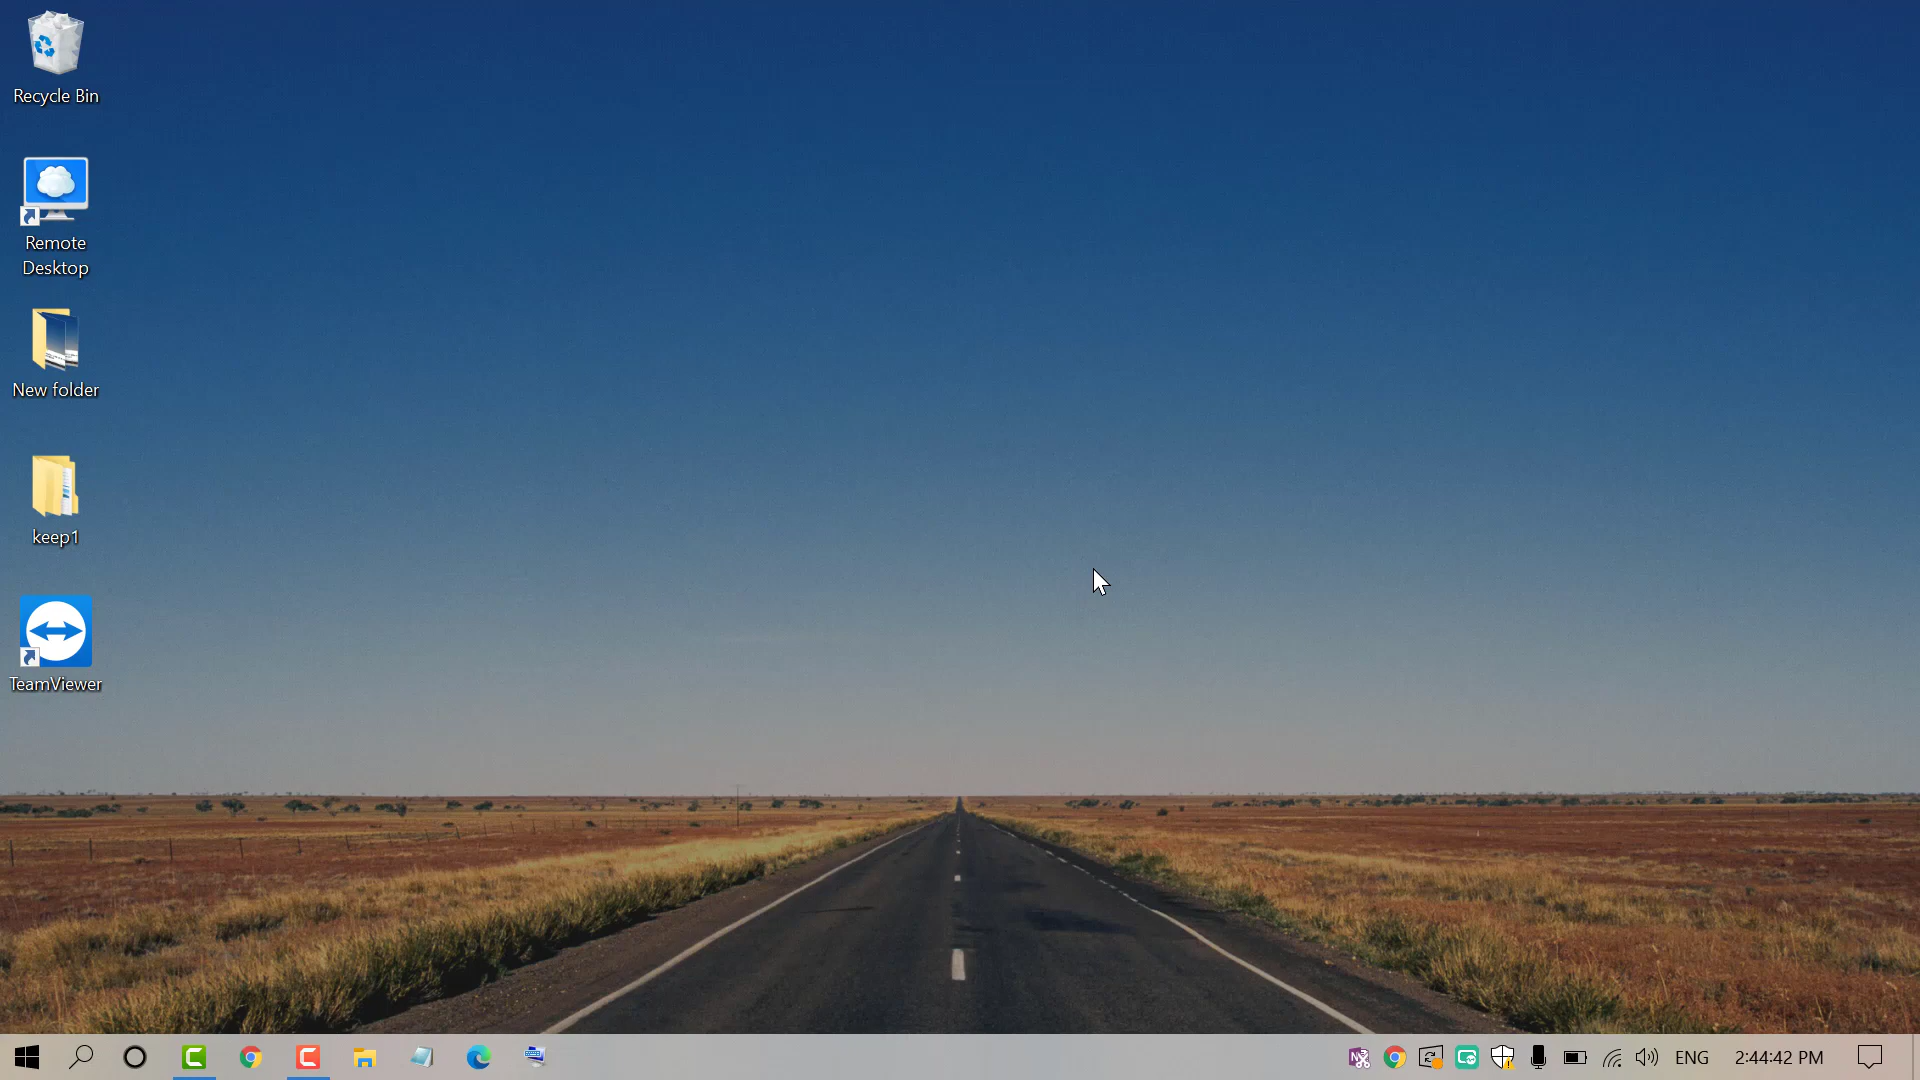 Recycle Bin
Remote
Desktop
New folder
keep1
TeamViewer
ENG
2:44:42 PM